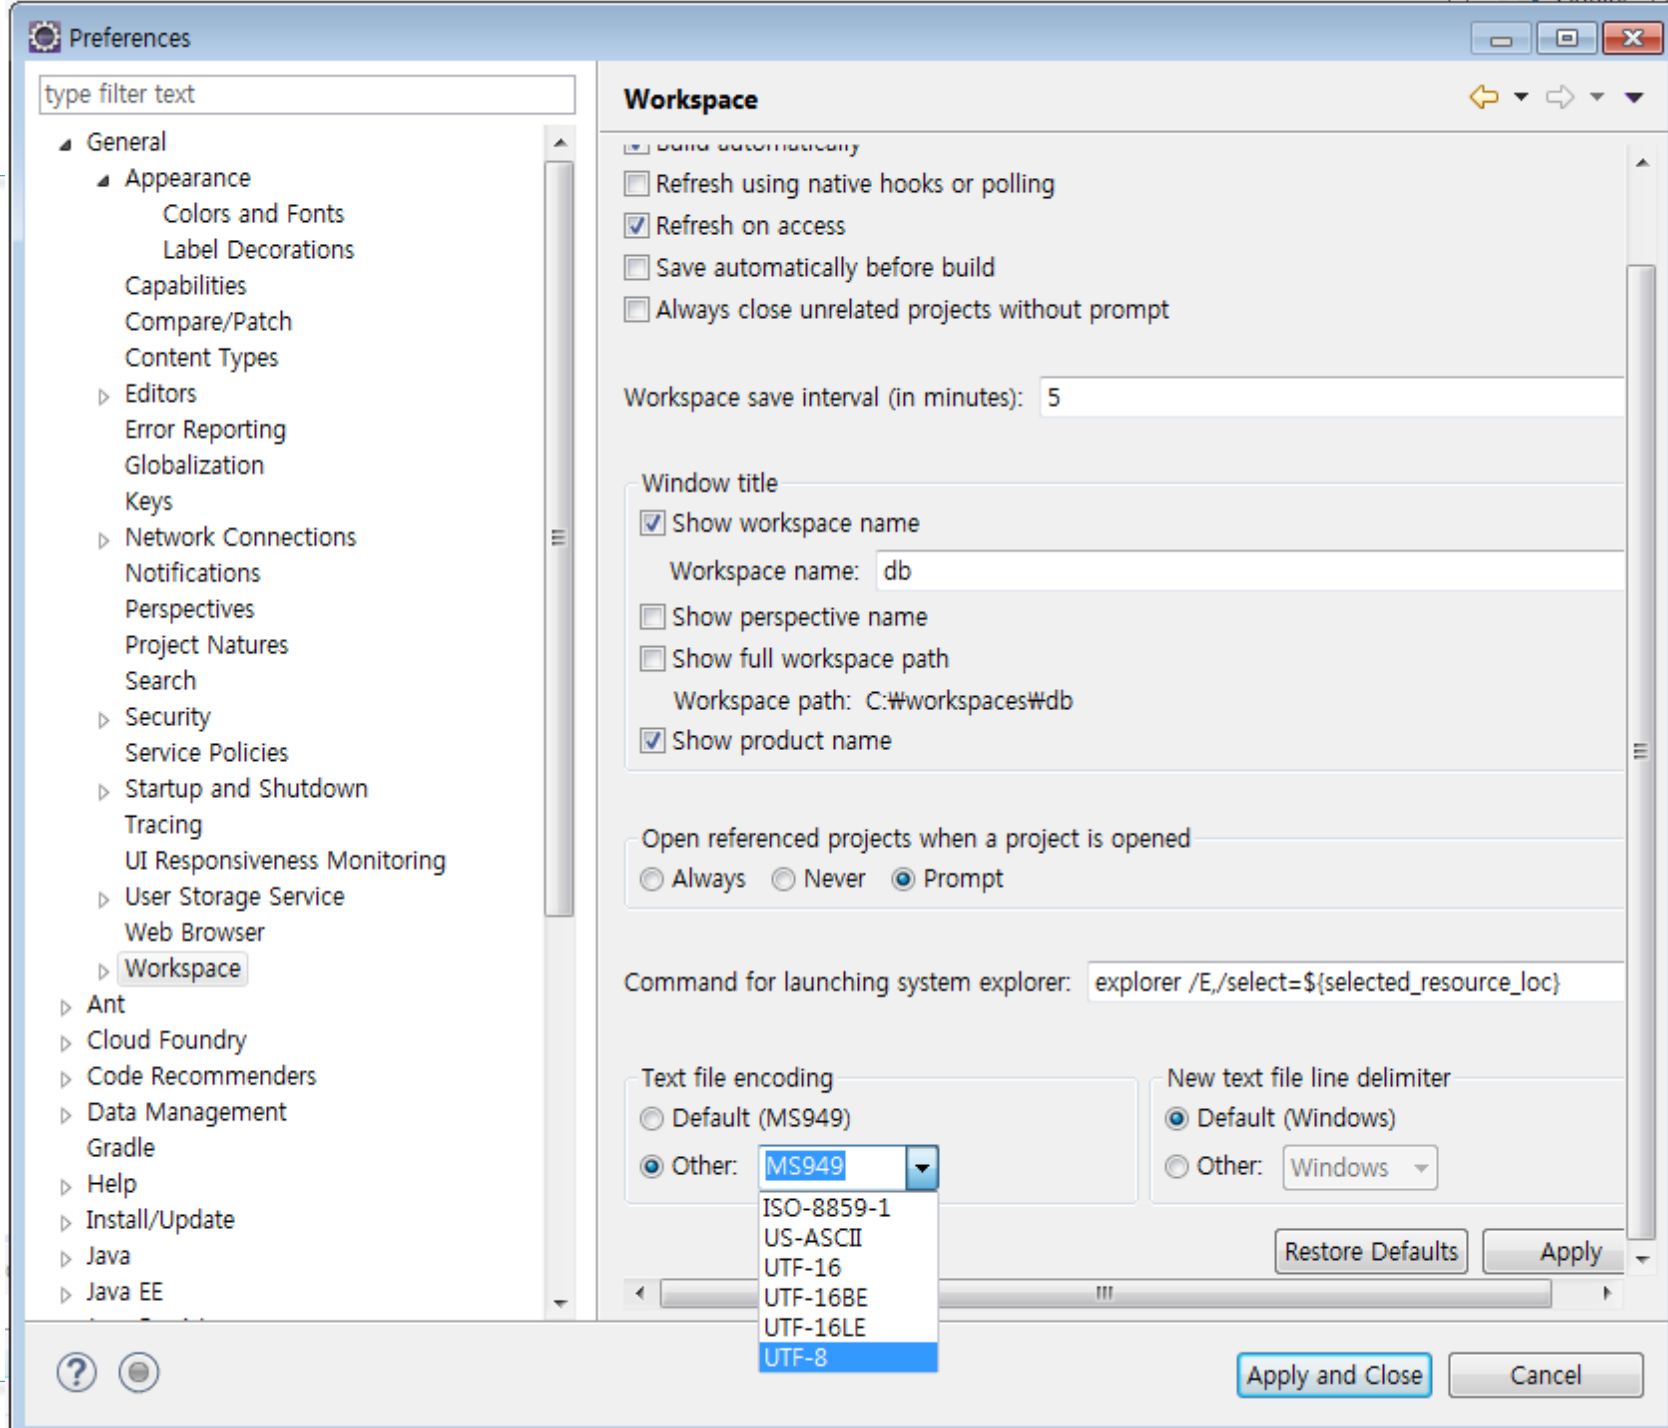 Preferences
type filter text
General
Appearance
Colors and Fonts
Label Decorations
Capabilities
Compare/Patch
Content Types
Editors
Error Reporting
Globalization
Keys
Network Connections
Notifications
Perspectives
Project Natures
Search
Security
Service Policies
Startup and Shutdown
Tracing
UI Responsiveness Monitoring
User Storage Service
Web Browser
Workspace
Ant
Cloud Foundry
Code Recommenders
Data Management
Gradle
Help
Install/Update
Java
Java EE
Workspace
Build automatically
Refresh using native hooks or polling
Refresh on access
Save automatically before build
Always close unrelated projects without prompt
Workspace save interval (in minutes): 5
Window title
Show workspace name
Workspace name: db
Show perspective name
Show full workspace path
Workspace path: C:₩workspaces₩db
Show product name
Open referenced projects when a project is opened
Always Never Prompt
Command for launching system explorer: explorer /E,/select=${selected_resource_loc}
Text file encoding
Default (MS949)
Other: MS949
ISO-8859-1
US-ASCII
UTF-16
UTF-16BE
UTF-16LE
UTF-8
New text file line delimiter
Default (Windows)
Other: Windows
Restore Defaults Apply
Apply and Close Cancel